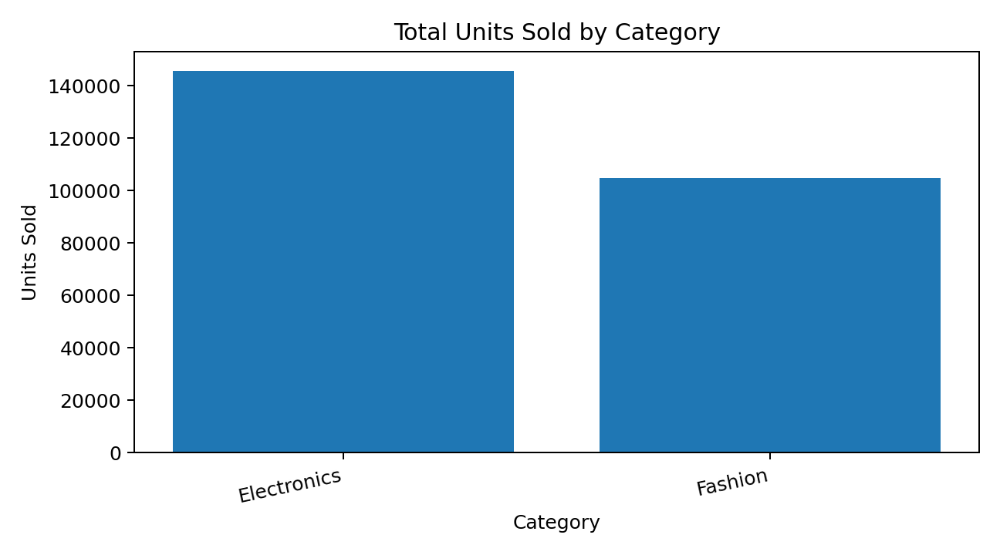 Total Units Sold by Category
140000
120000
100000
80000
60000
40000
20000
0
Units Sold
Electronics
Fashion
Category